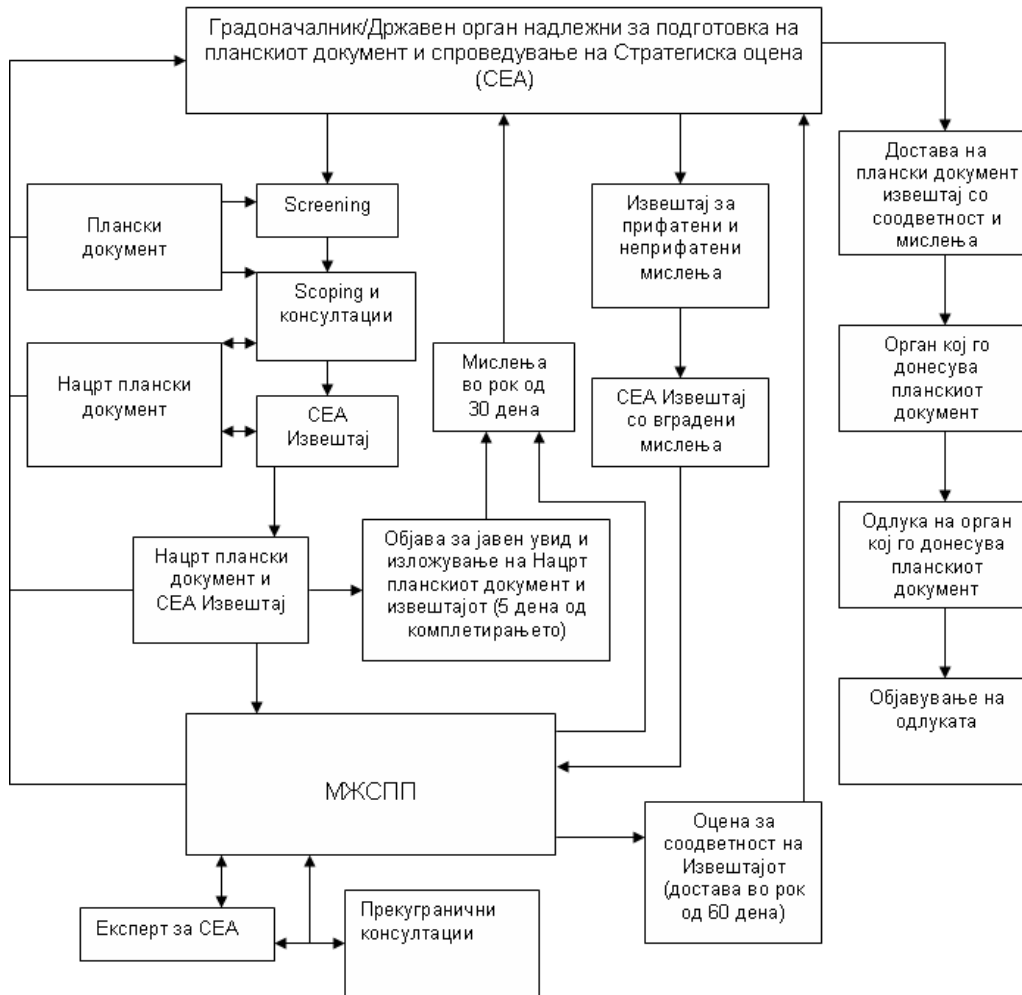 Градоначалник/Државен орган надлежни за подготовка на
планскиот документ и спроведување на Стратегиска оцена
(СЕА)
Плански
документ
Screening
Scoping и
консултации
Нацрт плански
документ
СЕА
Извештај
Нацрт плански
документ и
СЕА Извештај
Мислења
во рок од
30 дена
Објава за јавен увид и
изложување на Нацрт
планскиот документ и
извештајот (5 дена од
комплетирањето)
Извештај за
прифатени и
неприфатени
мислења
СЕА Извештај
со вградени
мислења
Достава на
плански документ
извештај со
соодветност и
мислења
Орган кој го
донесува
планскиот
документ
Одлука на орган
кој го донесува
планскиот
документ
Објавување на
одлуката
МЖСПП
Оцена за
соодветност на
Извештајот
(достава во рок
од 60 дена)
Експерт за СЕА
Прекугранични
консултации